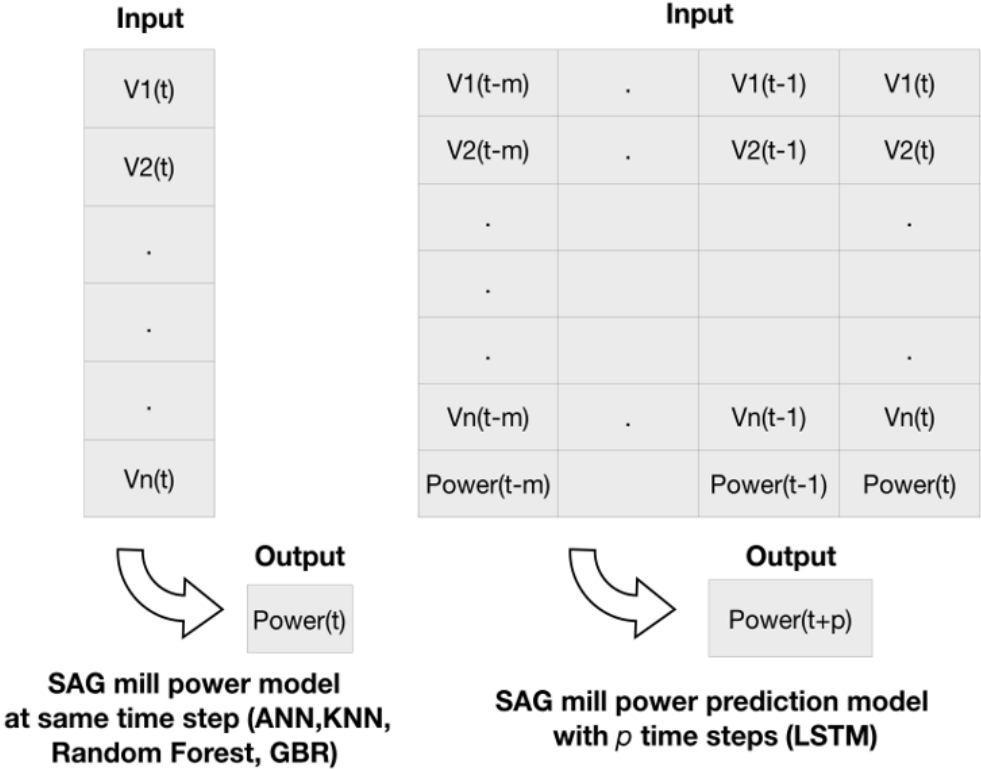 Input
V1(t)
V2(t)
.
.
.
Vn(t)
Output
Power(t)
SAG mill power model
at same time step (ANN,KNN,
Random Forest, GBR)
Input
V1(t-m) . V1(t-1) V1(t)
V2(t-m) . V2(t-1) V2(t)
. .
.
. .
Vn(t-m) . Vn(t-1) Vn(t)
Power(t-m) Power(t-1) Power(t)
Output
Power(t+p)
SAG mill power prediction model
with p time steps (LSTM)